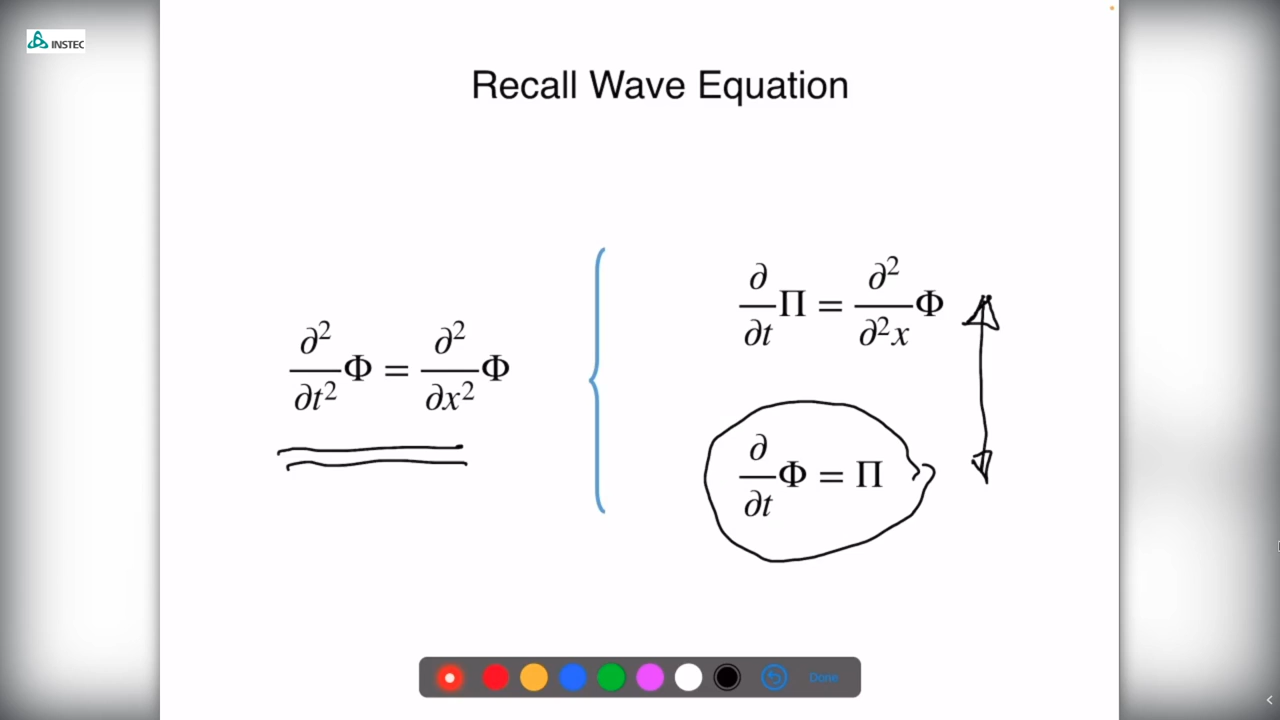 INSTEC
Recall Wave Equation
∂²/∂t² Φ = ∂²/∂x² Φ
∂/∂t Π = ∂²/∂²x Φ
∂/∂t Φ = Π
Done